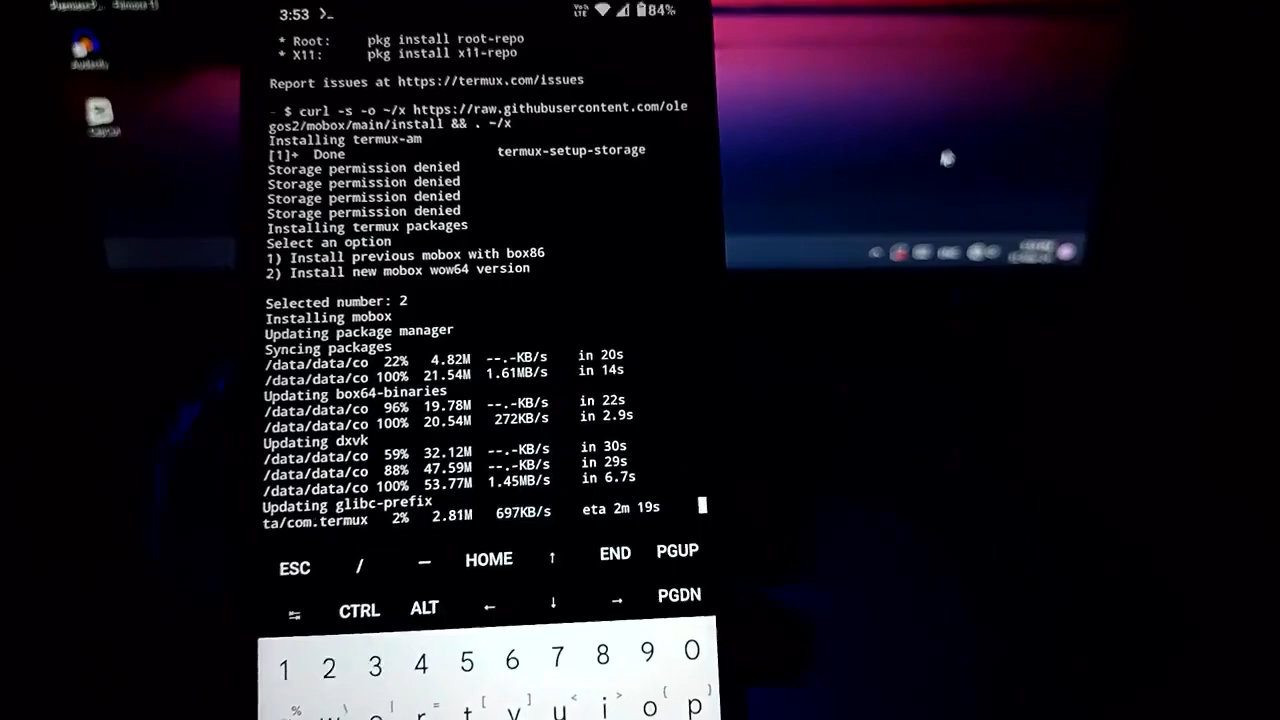 3:53 >_ Vo)) LTE 84%
* Root: pkg install root-repo
* X11: pkg install x11-repo
Report issues at https://termux.com/issues
~ $ curl -s -o ~/x https://raw.githubusercontent.com/ole
gos2/mobox/main/install && . ~/x
Installing termux-am
[1]+ Done termux-setup-storage
Storage permission denied
Storage permission denied
Storage permission denied
Storage permission denied
Installing termux packages
Select an option
1) Install previous mobox with box86
2) Install new mobox wow64 version
Selected number: 2
Installing mobox
Updating package manager
Syncing packages
/data/data/co 22% 4.82M --.-KB/s in 20s
/data/data/co 100% 21.54M 1.61MB/s in 14s
Updating box64-binaries
/data/data/co 96% 19.78M --.-KB/s in 22s
/data/data/co 100% 20.54M 272KB/s in 2.9s
Updating dxvk
/data/data/co 59% 32.12M --.-KB/s in 30s
/data/data/co 88% 47.59M --.-KB/s in 29s
/data/data/co 100% 53.77M 1.45MB/s in 6.7s
Updating glibc-prefix
ta/com.termux 2% 2.81M 697KB/s eta 2m 19s
ESC / — HOME ↑ END PGUP
↹ CTRL ALT ← ↓ → PGDN
1 2 3 4 5 6 7 8 9 0
% \ | = [ ] < > { }
w e r t y u i o p